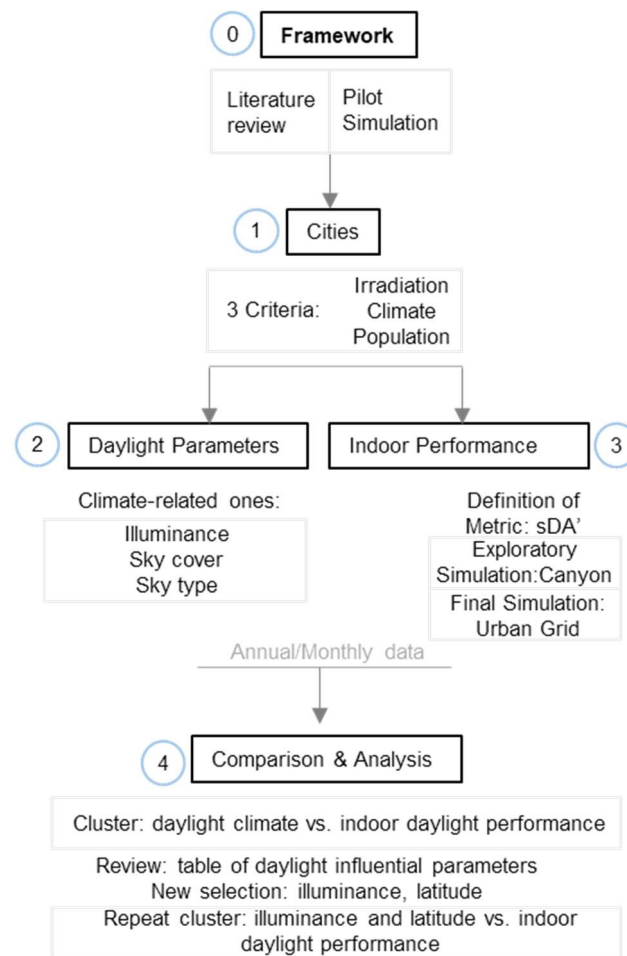 0
Framework
Literature review
Pilot Simulation
1
Cities
3 Criteria:
Irradiation
Climate
Population
2
Daylight Parameters
Indoor Performance
3
Climate-related ones:
Illuminance
Sky cover
Sky type
Definition of
Metric: sDA’
Exploratory
Simulation:Canyon
Final Simulation:
Urban Grid
Annual/Monthly data
4
Comparison & Analysis
Cluster: daylight climate vs. indoor daylight performance
Review: table of daylight influential parameters
New selection: illuminance, latitude
Repeat cluster: illuminance and latitude vs. indoor
daylight performance